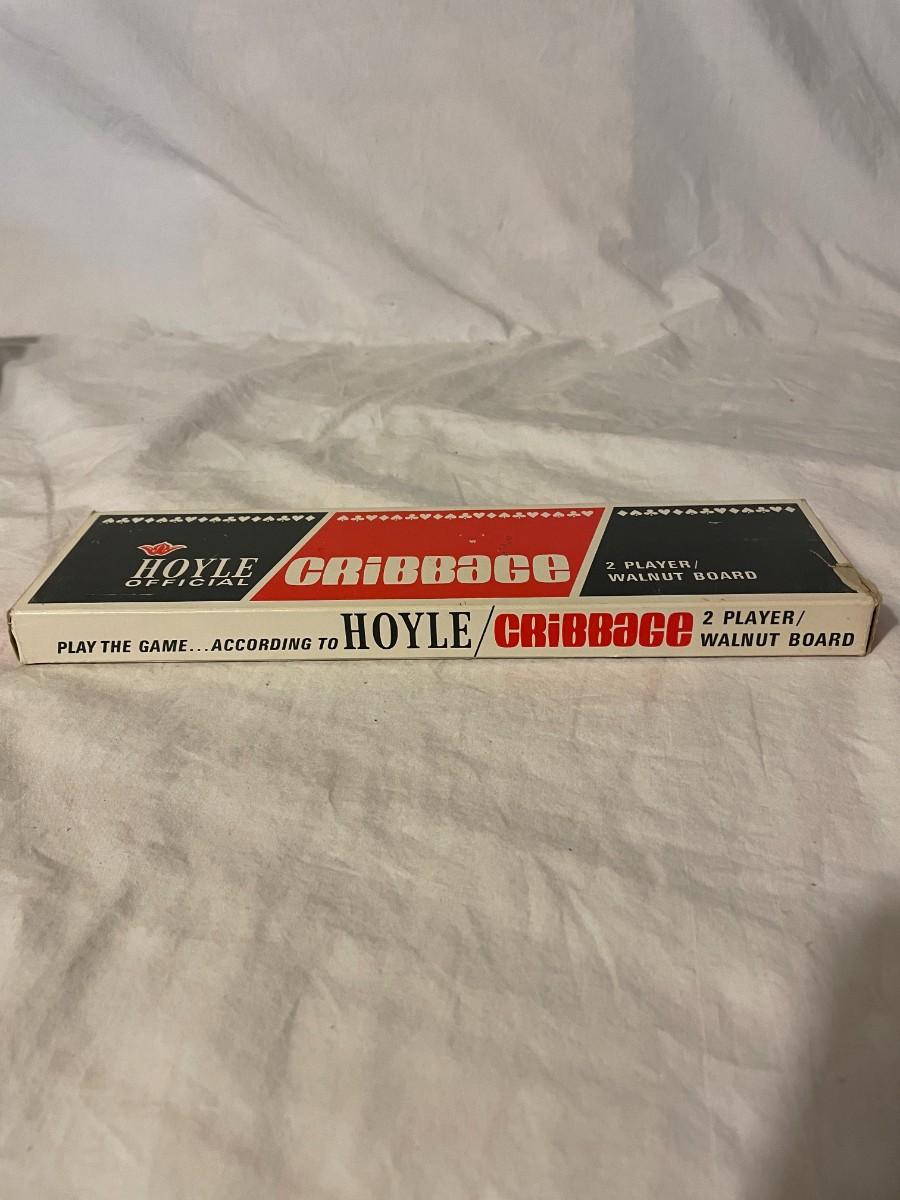 HOYLE
OFFICIAL
CRiBBaGe
2 PLAYER/
WALNUT BOARD
PLAY THE GAME...ACCORDING TO HOYLE/CRiBBaGe 2 PLAYER/
WALNUT BOARD